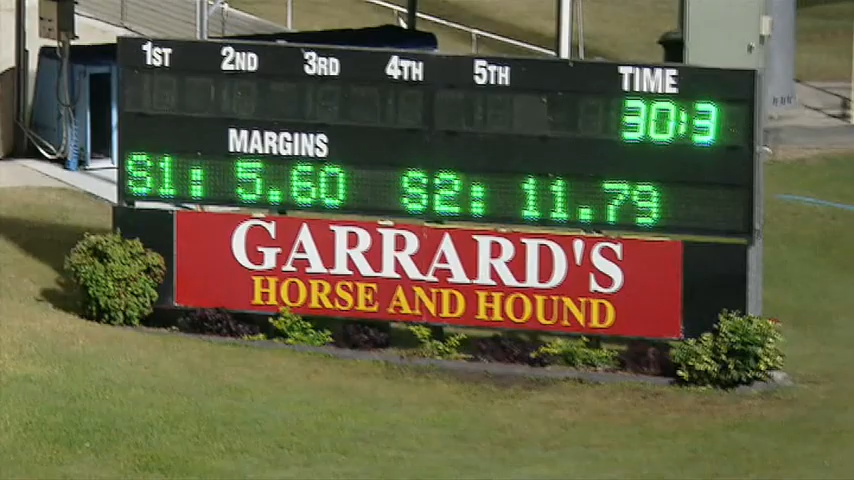 1ST 2ND 3RD 4TH 5TH TIME
30:3
MARGINS
S1: 5.60 S2: 11.79
GARRARD'S
HORSE AND HOUND